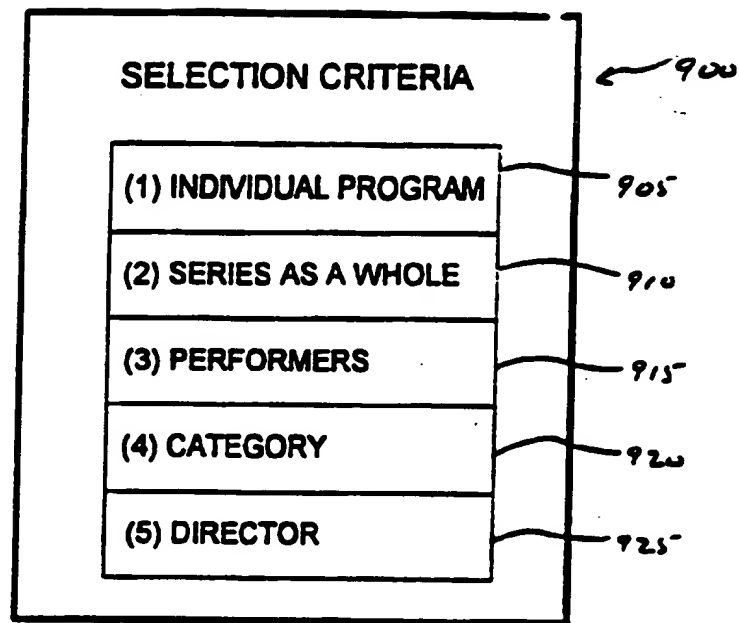 SELECTION CRITERIA
900
(1) INDIVIDUAL PROGRAM
905
(2) SERIES AS A WHOLE
910
(3) PERFORMERS
915
(4) CATEGORY
920
(5) DIRECTOR
925